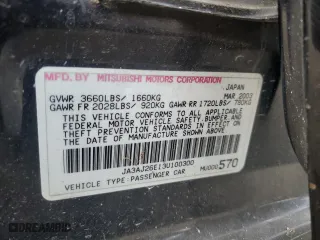 MFD. BY MITSUBISHI MOTORS CORPORATION
JAPAN
GVWR 3660LBS/ 1660KG MAR 2003
GAWR FR 2028LBS/ 920KG GAWR RR 1720LBS/ 780KG
THIS VEHICLE CONFORMS TO ALL APPLICABLE
FEDERAL MOTOR VEHICLE SAFETY, BUMPER, AND
THEFT PREVENTION STANDARDS IN EFFECT ON
THE DATE OF MANUFACTURE SHOWN ABOVE.
JA3AJ26E13U100300
VEHICLE TYPE:PASSENGER CAR 570